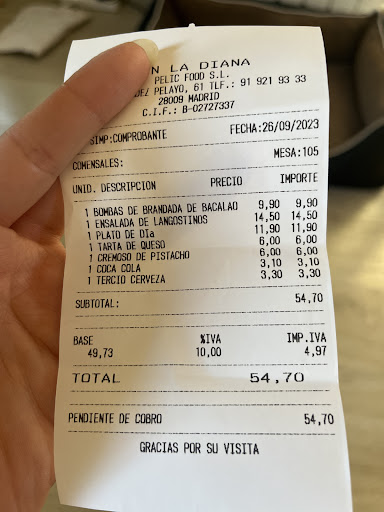 N LA DIANA
PELIC FOOD S.L.
DEZ PELAYO, 61 TLF.: 91 921 93 33
28009 MADRID
C.I.F.: B-02727337
SIMP:COMPROBANTE FECHA:26/09/2023
COMENSALES: MESA:105
UNID. DESCRIPCION PRECIO IMPORTE
1 BOMBAS DE BRANDADA DE BACALAO 9,90 9,90
1 ENSALADA DE LANGOSTINOS 14,50 14,50
1 PLATO DE Dia 11,90 11,90
1 TARTA DE QUESO 6,00 6,00
1 CREMOSO DE PISTACHO 6,00 6,00
1 COCA COLA 3,10 3,10
1 TERCIO CERVEZA 3,30 3,30
SUBTOTAL: 54,70
BASE %IVA IMP.IVA
49,73 10,00 4,97
TOTAL 54,70
PENDIENTE DE COBRO 54,70
GRACIAS POR SU VISITA